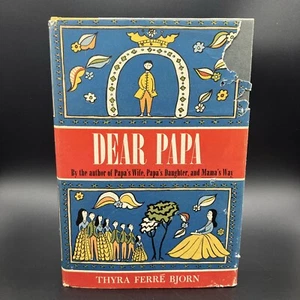 DEAR PAPA
By the author of Papa's Wife, Papa's Daughter, and Mama's Way
THYRA FERRÉ BJORN